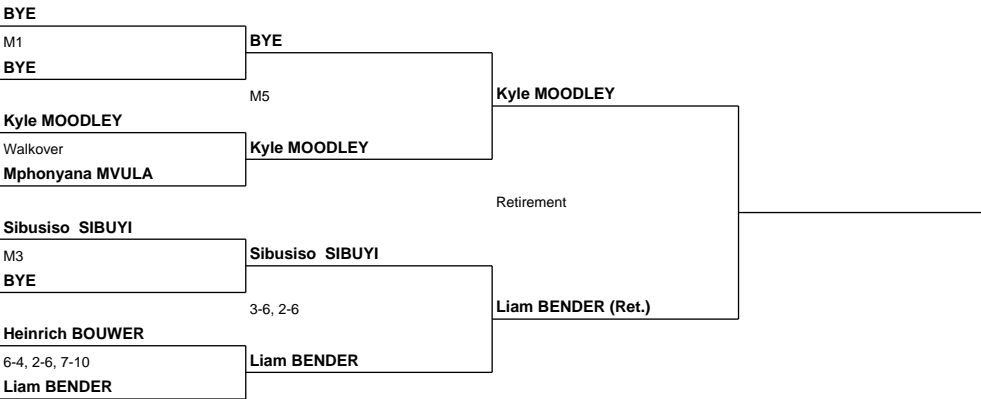 BYE
M1
BYE
BYE
M5
Kyle MOODLEY
Kyle MOODLEY
Walkover
Kyle MOODLEY
Mphonyana MVULA
Retirement
Sibusiso SIBUYI
M3
Sibusiso SIBUYI
BYE
3-6, 2-6
Liam BENDER (Ret.)
Heinrich BOUWER
6-4, 2-6, 7-10
Liam BENDER
Liam BENDER